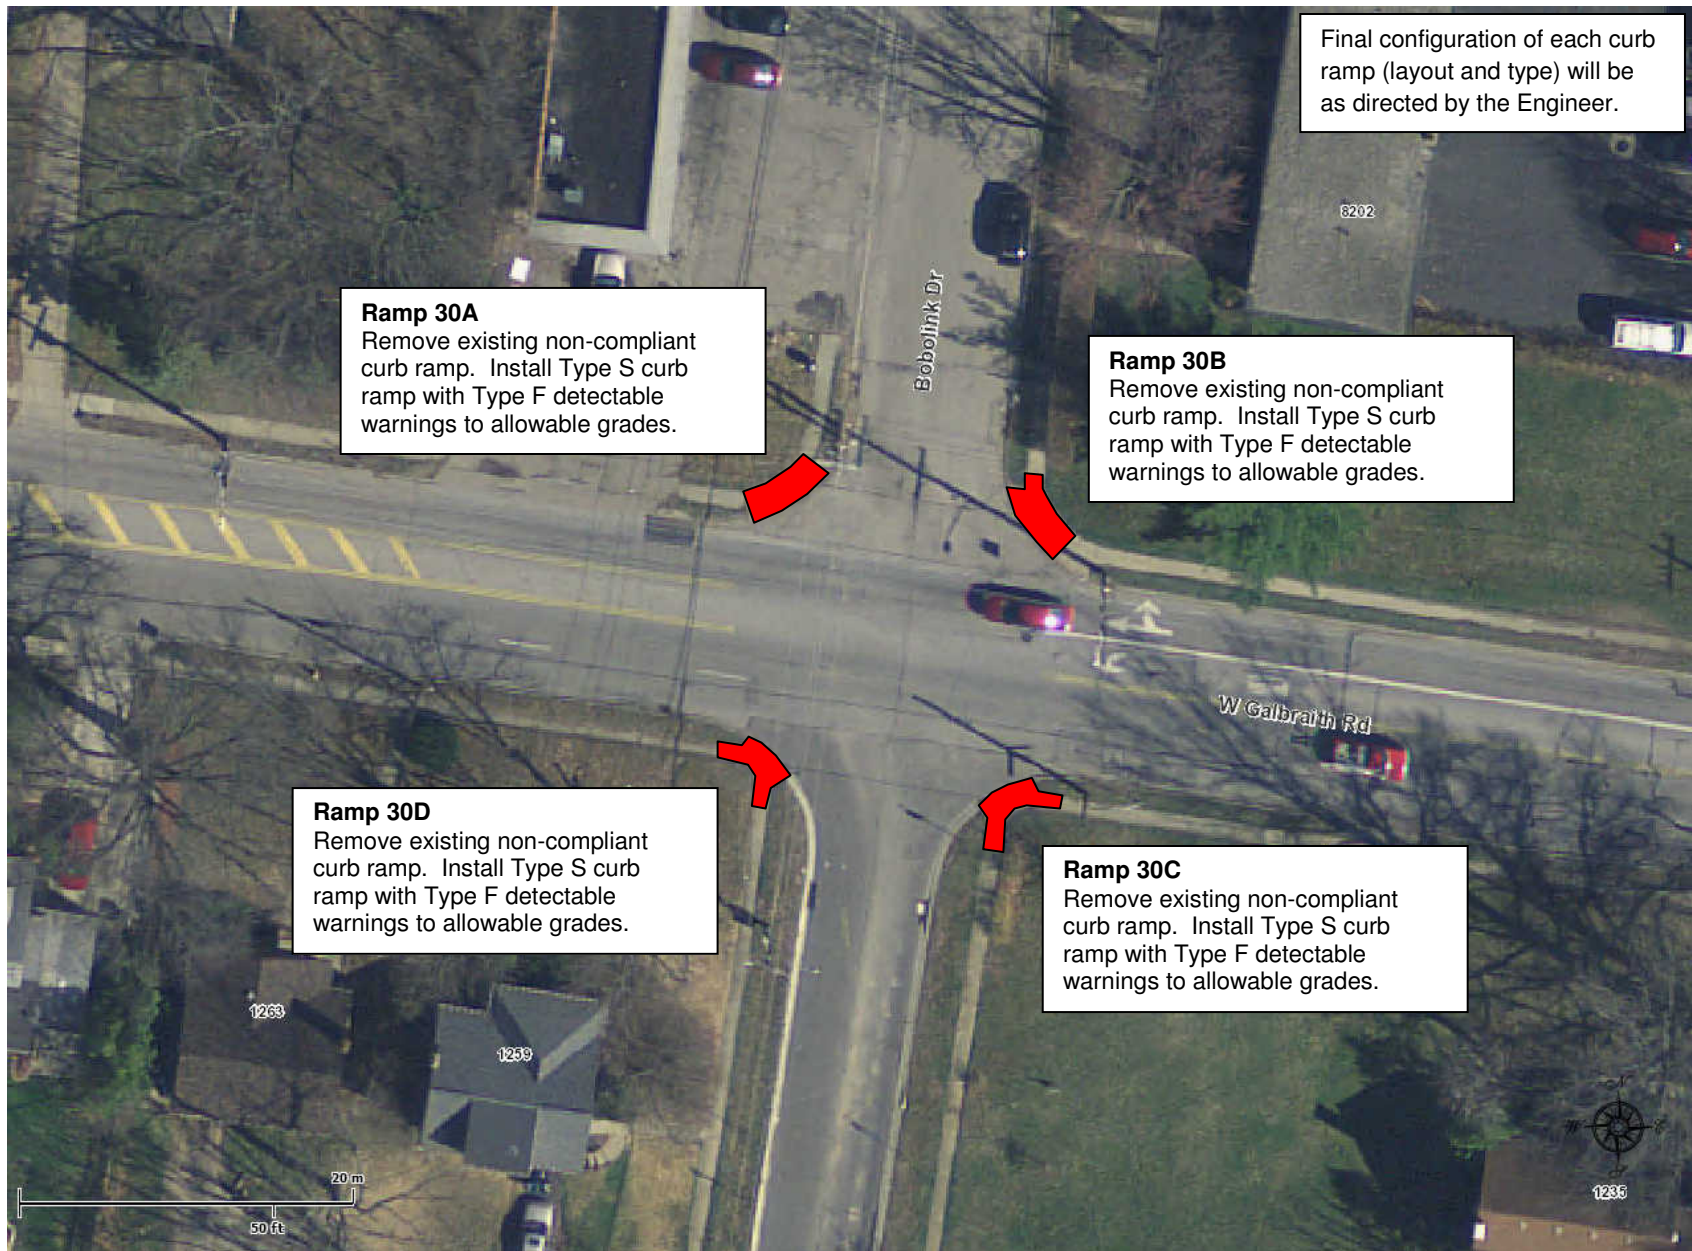 Final configuration of each curb
ramp (layout and type) will be
as directed by the Engineer.
8202
Bobolink Dr
Ramp 30A
Remove existing non-compliant
curb ramp.  Install Type S curb
ramp with Type F detectable
warnings to allowable grades.
Ramp 30B
Remove existing non-compliant
curb ramp.  Install Type S curb
ramp with Type F detectable
warnings to allowable grades.
W Galbraith Rd
Ramp 30D
Remove existing non-compliant
curb ramp.  Install Type S curb
ramp with Type F detectable
warnings to allowable grades.
Ramp 30C
Remove existing non-compliant
curb ramp.  Install Type S curb
ramp with Type F detectable
warnings to allowable grades.
1263
1259
N
W
E
S
1235
20 m
50 ft